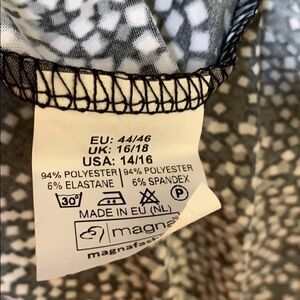 EU: 44/46
UK: 16/18
USA: 14/16
94% POLYESTER | 94% POLYESTER
6% ELASTANE | 6% SPANDEX
30° P
MADE IN EU (NL)
magna
magnafash